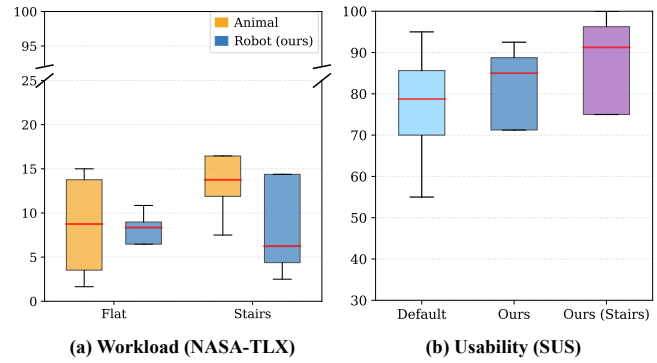 100
95
25
20
15
10
5
0
Animal
Robot (ours)
Flat
Stairs
(a) Workload (NASA-TLX)
100
90
80
70
60
50
40
30
Default
Ours
Ours (Stairs)
(b) Usability (SUS)